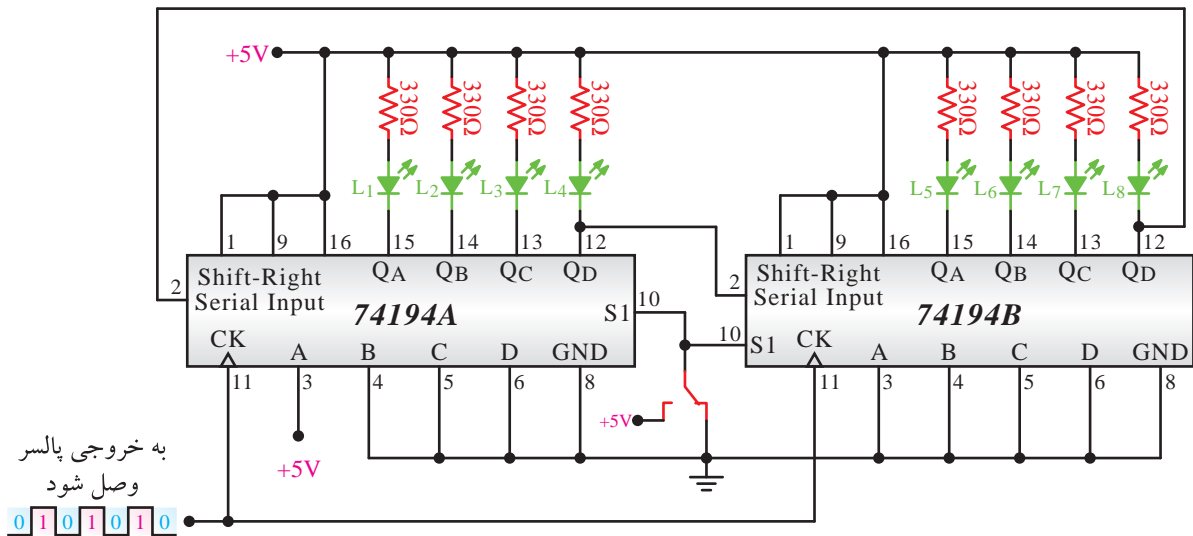 +5V
330Ω 330Ω 330Ω 330Ω 330Ω 330Ω 330Ω 330Ω
L1 L2 L3 L4 L5 L6 L7 L8
1 9 16 15 14 13 12 1 9 16 15 14 13 12
Shift-Right QA QB QC QD Shift-Right QA QB QC QD
2 Serial Input 10 2 Serial Input
74194A S1 74194B
CK 10 S1 CK
A B C D GND A B C D GND
11 3 4 5 6 8 11 3 4 5 6 8
+5V
+5V
به خروجی پالسر
وصل شود
0 1 0 1 0 1 0